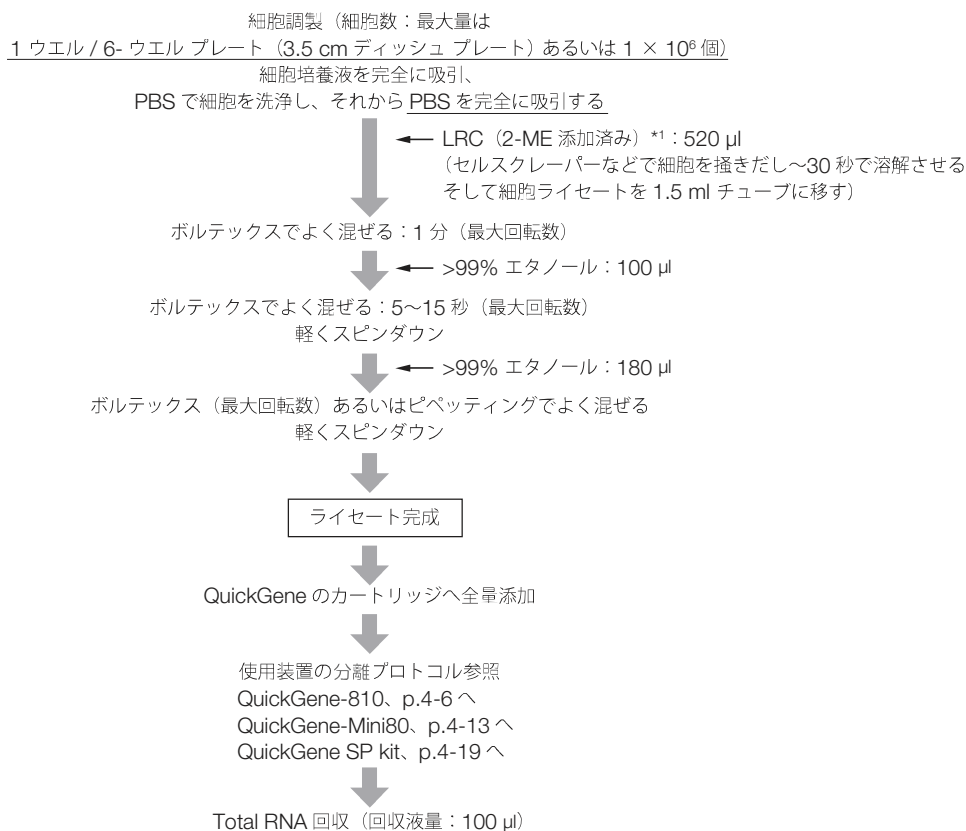 細胞調製（細胞数：最大量は
1 ウエル / 6- ウエル プレート（3.5 cm ディッシュ プレート）あるいは 1 × 10⁶ 個）
細胞培養液を完全に吸引、
PBS で細胞を洗浄し、それから PBS を完全に吸引する
LRC（2-ME 添加済み）*¹：520 µl
（セルスクレーパーなどで細胞を掻きだし～30 秒で溶解させる
そして細胞ライセートを 1.5 ml チューブに移す）
ボルテックスでよく混ぜる：1 分（最大回転数）
>99% エタノール：100 µl
ボルテックスでよく混ぜる：5～15 秒（最大回転数）
軽くスピンダウン
>99% エタノール：180 µl
ボルテックス（最大回転数）あるいはピペッティングでよく混ぜる
軽くスピンダウン
ライセート完成
QuickGene のカートリッジへ全量添加
使用装置の分離プロトコル参照
QuickGene-810、p.4-6 へ
QuickGene-Mini80、p.4-13 へ
QuickGene SP kit、p.4-19 へ
Total RNA 回収（回収液量：100 µl）